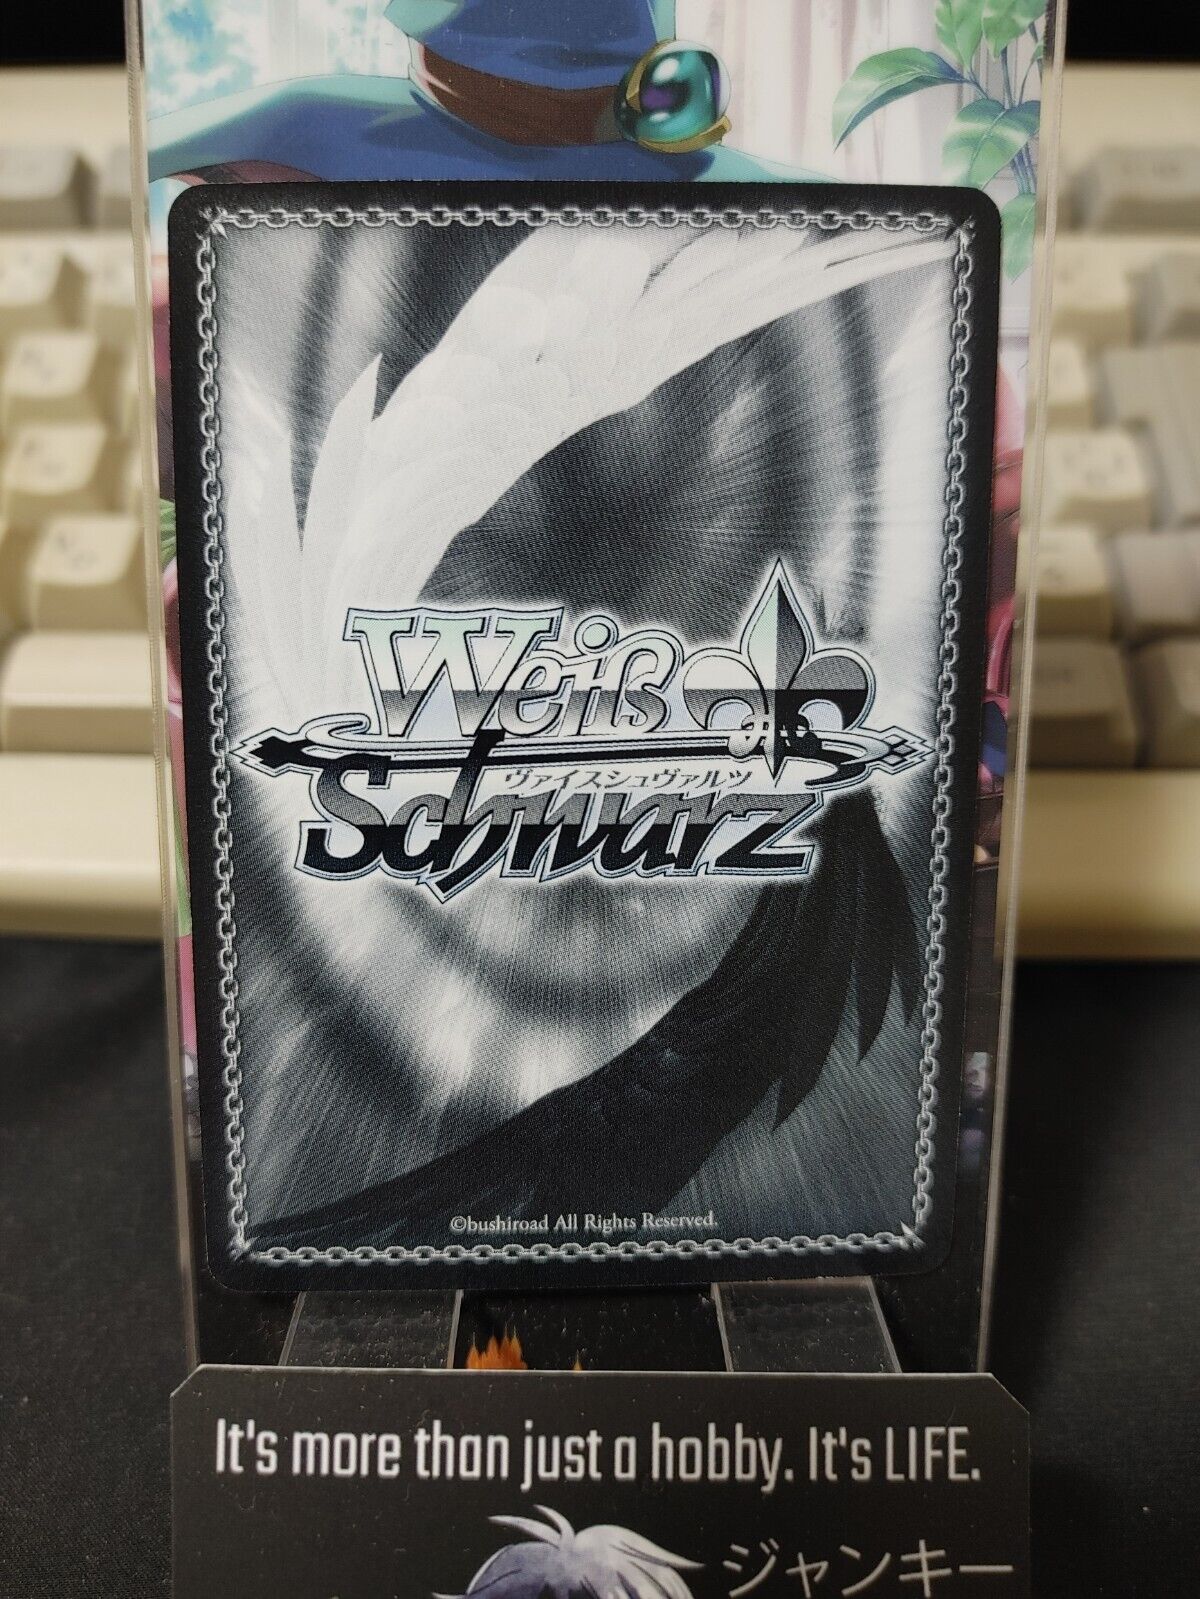 Weiß
Schwarz
ヴァイスシュヴァルツ
©bushiroad All Rights Reserved.
It's more than just a hobby. It's LIFE.
ジャンキー